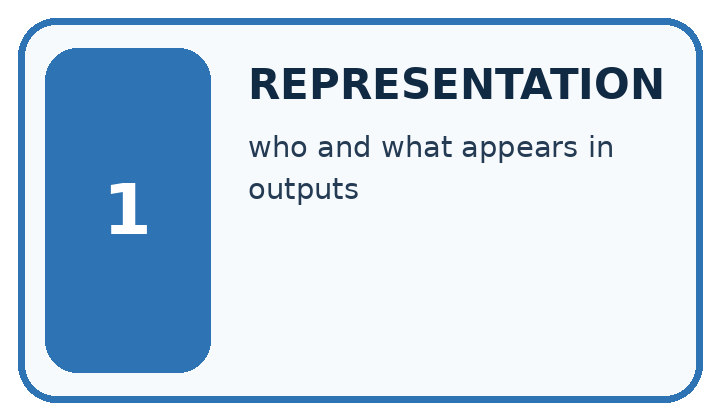 1
REPRESENTATION
who and what appears in
outputs